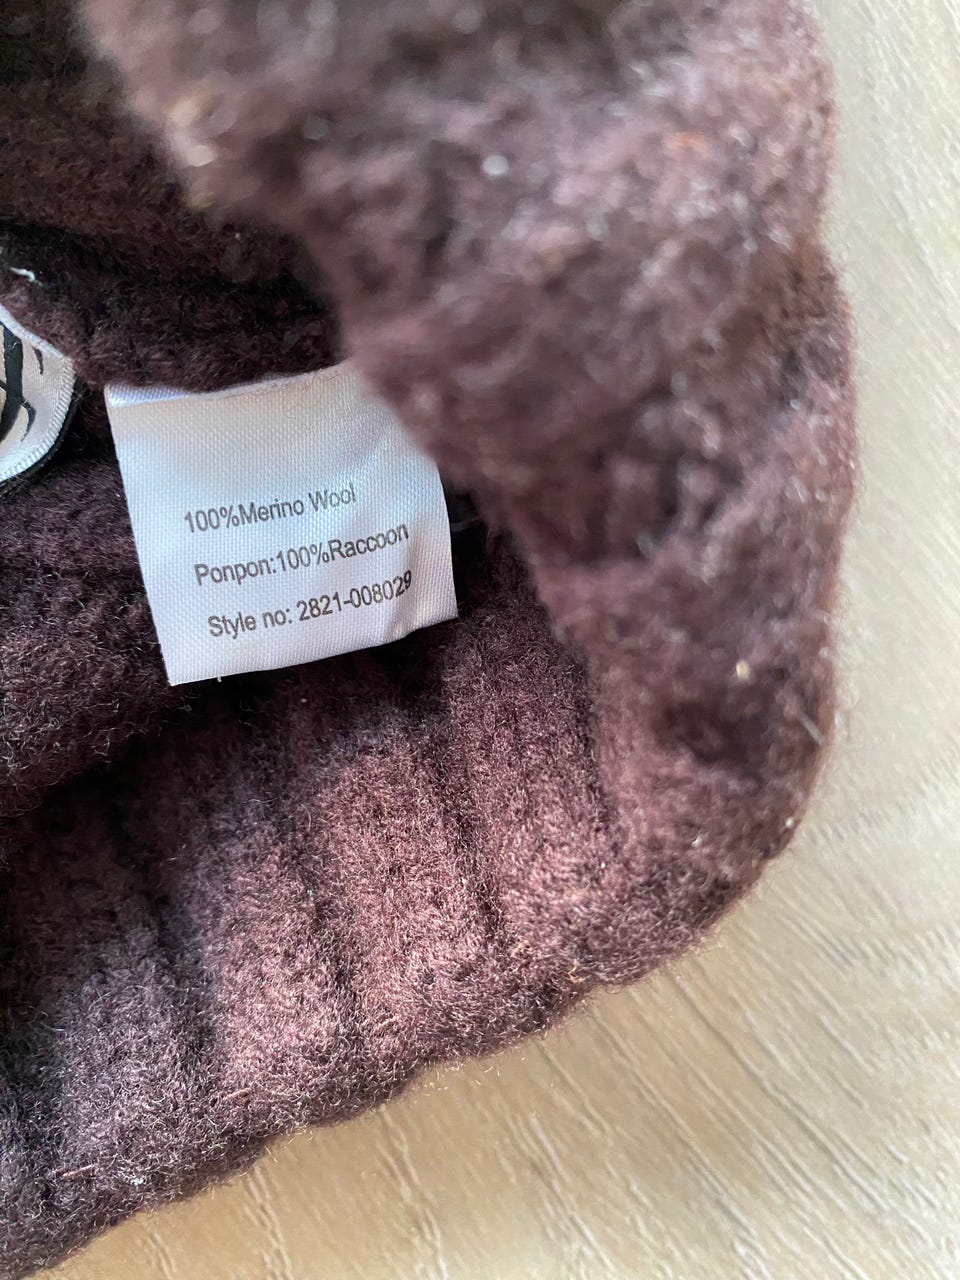 100%Merino Wool
Ponpon:100%Raccoon
Style no: 2821-008029